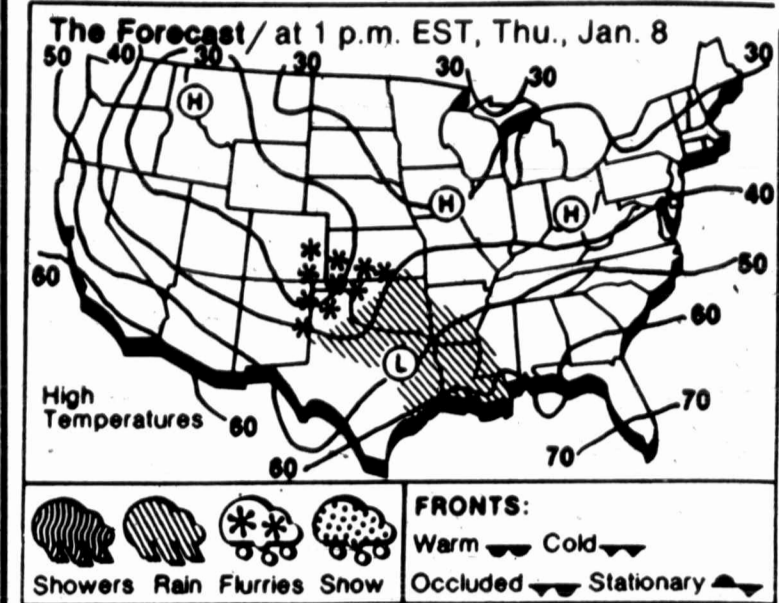 The Forecast / at 1 p.m. EST, Thu., Jan. 8
50 40 30 30 30 30 30
H
H H
40
50
60
60
L
High
Temperatures
60
70
60
70
FRONTS:
Warm Cold
Showers Rain Flurries Snow
Occluded Stationary